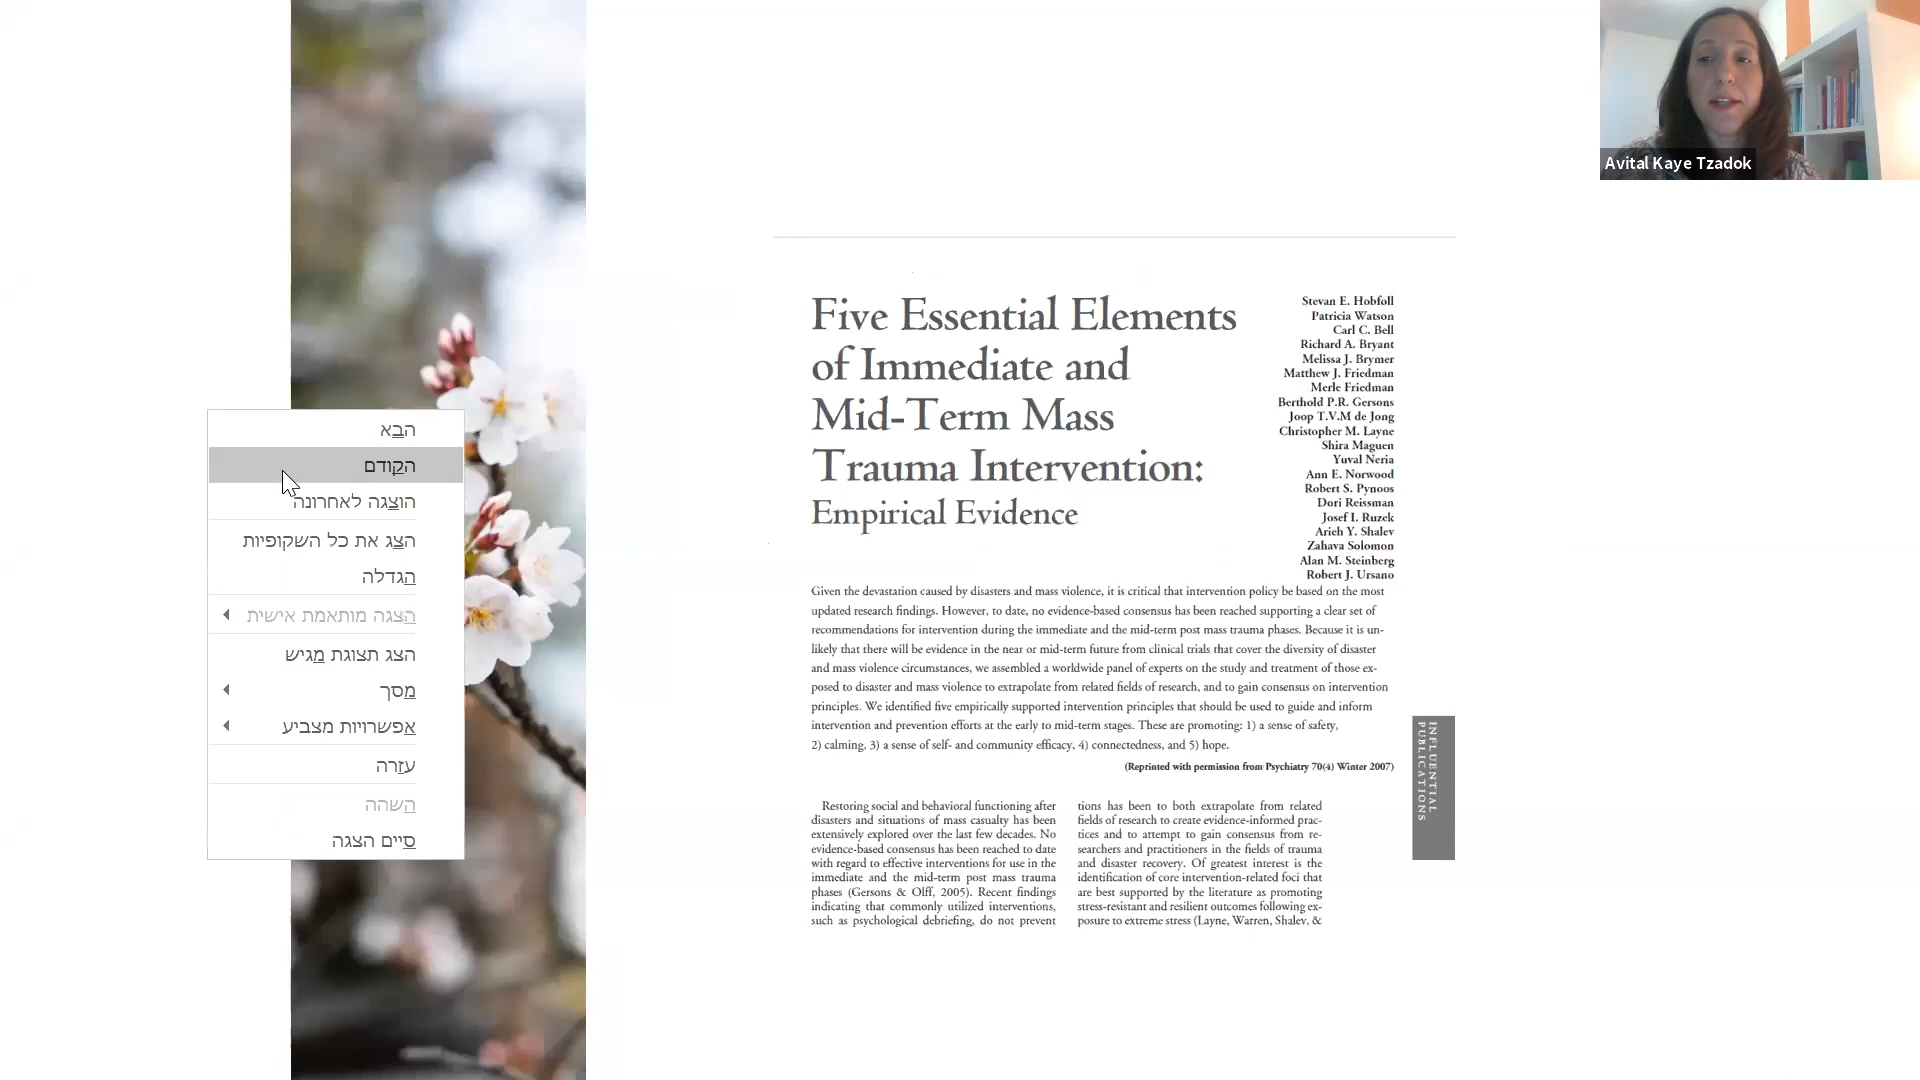 Avital Kaye Tzadok
Five Essential Elements
of Immediate and
Mid-Term Mass
Trauma Intervention:
Empirical Evidence
Stevan E. Hobfoll
Patricia Watson
Carl C. Bell
Richard A. Bryant
Melissa J. Brymer
Matthew J. Friedman
Merle Friedman
Berthold P.R. Gersons
Joop T.V.M de Jong
Christopher M. Layne
Shira Maguen
Yuval Neria
Ann E. Norwood
Robert S. Pynoos
Dori Reissman
Josef I. Ruzek
Arieh Y. Shalev
Zahava Solomon
Alan M. Steinberg
Robert J. Ursano
Given the devastation caused by disasters and mass violence, it is critical that intervention policy be based on the most
updated research findings. However, to date, no evidence-based consensus has been reached supporting a clear set of
recommendations for intervention during the immediate and the mid-term post mass trauma phases. Because it is un-
likely that there will be evidence in the near or mid-term future from clinical trials that cover the diversity of disaster
and mass violence circumstances, we assembled a worldwide panel of experts on the study and treatment of those ex-
posed to disaster and mass violence to extrapolate from related fields of research, and to gain consensus on intervention
principles. We identified five empirically supported intervention principles that should be used to guide and inform
intervention and prevention efforts at the early to mid-term stages. These are promoting: 1) a sense of safety,
2) calming, 3) a sense of self- and community efficacy, 4) connectedness, and 5) hope.
(Reprinted with permission from Psychiatry 70(4) Winter 2007)
Restoring social and behavioral functioning after
disasters and situations of mass casualty has been
extensively explored over the last few decades. No
evidence-based consensus has been reached to date
with regard to effective interventions for use in the
immediate and the mid-term post mass trauma
phases (Gersons & Olff, 2005). Recent findings
indicating that commonly utilized interventions,
such as psychological debriefing, do not prevent
tions has been to both extrapolate from related
fields of research to create evidence-informed prac-
tices and to attempt to gain consensus from re-
searchers and practitioners in the fields of trauma
and disaster recovery. Of greatest interest is the
identification of core intervention-related foci that
are best supported by the literature as promoting
stress-resistant and resilient outcomes following ex-
posure to extreme stress (Layne, Warren, Shalev, &
INFLUENTIAL
PUBLICATIONS
הבא
הקודם
הוצגה לאחרונה
הצג את כל השקופיות
הגדלה
הצגה מותאמת אישית
הצג תצוגת מגיש
מסך
אפשרויות מצביע
עזרה
השהה
סיים הצגה